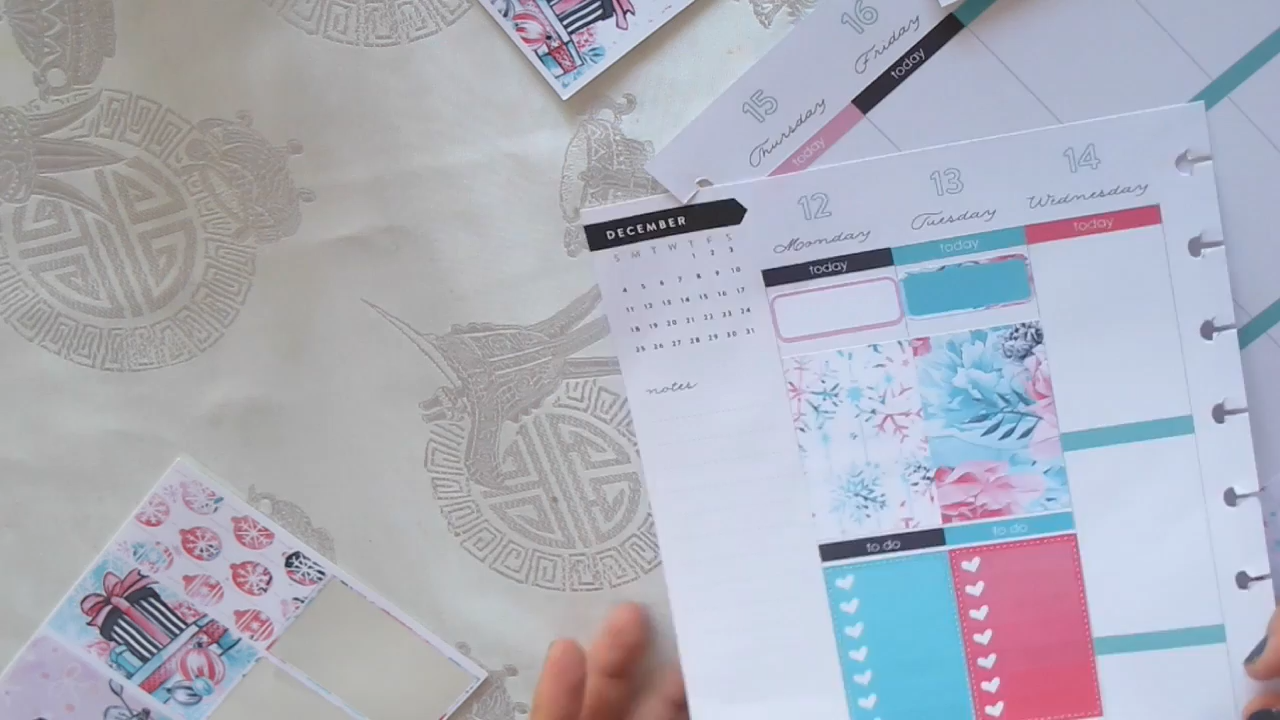 16
Friday
today
15
Thursday
today
DECEMBER
S M T W T F S
1 2 3
4 5 6 7 8 9 10
11 12 13 14 15 16 17
18 19 20 21 22 23 24
25 26 27 28 29 30 31
notes
12
Monday
today
to do
13
Tuesday
today
to do
14
Wednesday
today